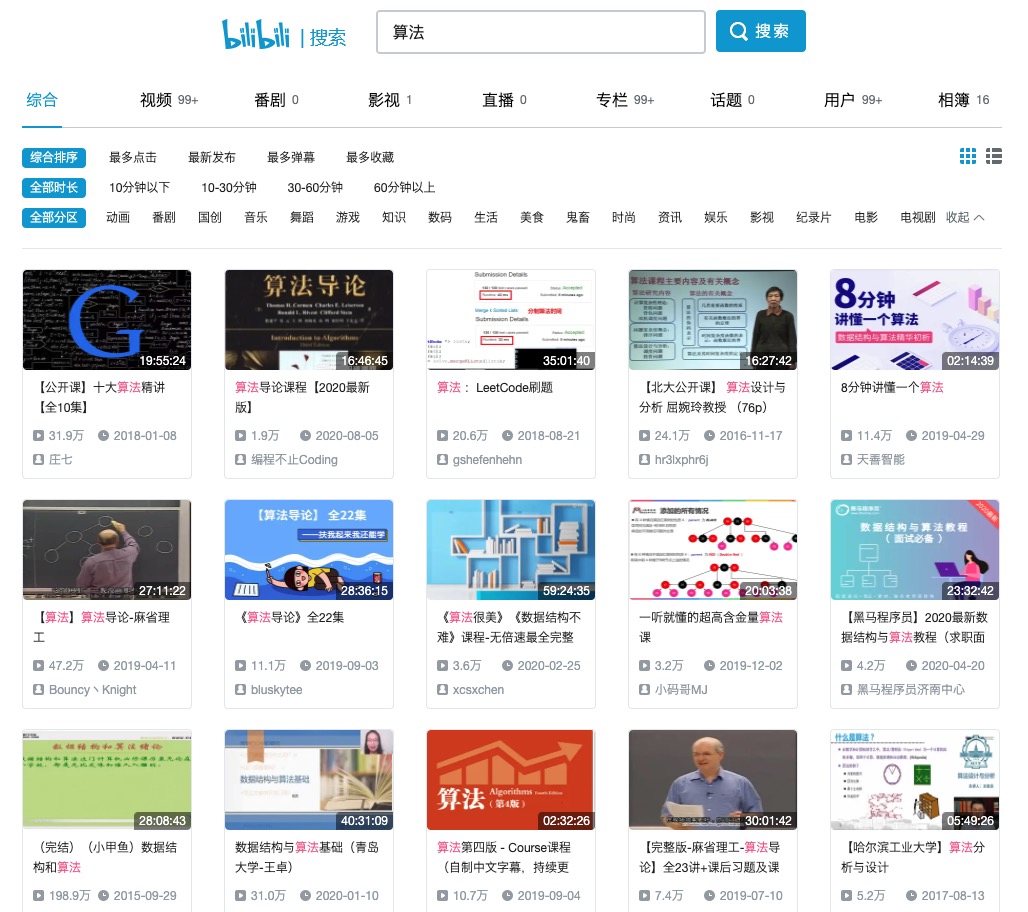 bilibili | 搜索
算法
搜索
综合 视频 99+ 番剧 0 影视 1 直播 0 专栏 99+ 话题 0 用户 99+ 相簿 16
综合排序 最多点击 最新发布 最多弹幕 最多收藏
全部时长 10分钟以下 10-30分钟 30-60分钟 60分钟以上
全部分区 动画 番剧 国创 音乐 舞蹈 游戏 知识 数码 生活 美食 鬼畜 时尚 资讯 娱乐 影视 纪录片 电影 电视剧 收起
G
19:55:24
【公开课】十大算法精讲
【全10集】
31.9万 2018-01-08
庄七
算法导论
Introduction to Algorithms
16:46:45
算法导论课程【2020最新
版】
1.9万 2020-08-05
编程不止Coding
Submission Details
Submission Details
35:01:40
算法 ：LeetCode刷题
20.6万 2018-08-21
gshefenhehn
算法课程主要内容及有关概念
16:27:42
【北大公开课】 算法设计与
分析 屈婉玲教授 （76p）
24.1万 2016-11-17
hr3lxphr6j
8分钟
讲懂一个算法
数据结构与算法精华初析
02:14:39
8分钟讲懂一个算法
11.4万 2019-04-29
天善智能
27:11:22
【算法】算法导论-麻省理
工
47.2万 2019-04-11
Bouncy丶Knight
【算法导论】 全22集
——扶我起来我还能学
28:36:15
《算法导论》全22集
11.1万 2019-09-03
bluskytee
59:24:35
《算法很美》《数据结构不
难》课程-无倍速最全完整
3.6万 2020-02-25
xcsxchen
添加的所有情况
20:03:38
一听就懂的超高含金量算法
课
3.2万 2019-12-02
小码哥MJ
数据结构与算法教程
（ 面试必备 ）
23:32:42
【黑马程序员】2020最新数
据结构与算法教程（求职面
4.2万 2020-04-20
黑马程序员济南中心
数据结构和算法绪论
28:08:43
（完结）（小甲鱼）数据结
构和算法
198.9万 2015-09-29
数据结构与算法基础
40:31:09
数据结构与算法基础（青岛
大学-王卓）
31.0万 2020-01-10
算法 Algorithms
（第4版）
02:32:26
算法第四版 - Course课程
（自制中文字幕，持续更
10.7万 2019-09-04
30:01:42
【完整版-麻省理工-算法导
论】全23讲+课后习题及课
7.4万 2019-07-10
什么是算法？
算法设计与分析
05:49:26
【哈尔滨工业大学】算法分
析与设计
5.2万 2017-08-13